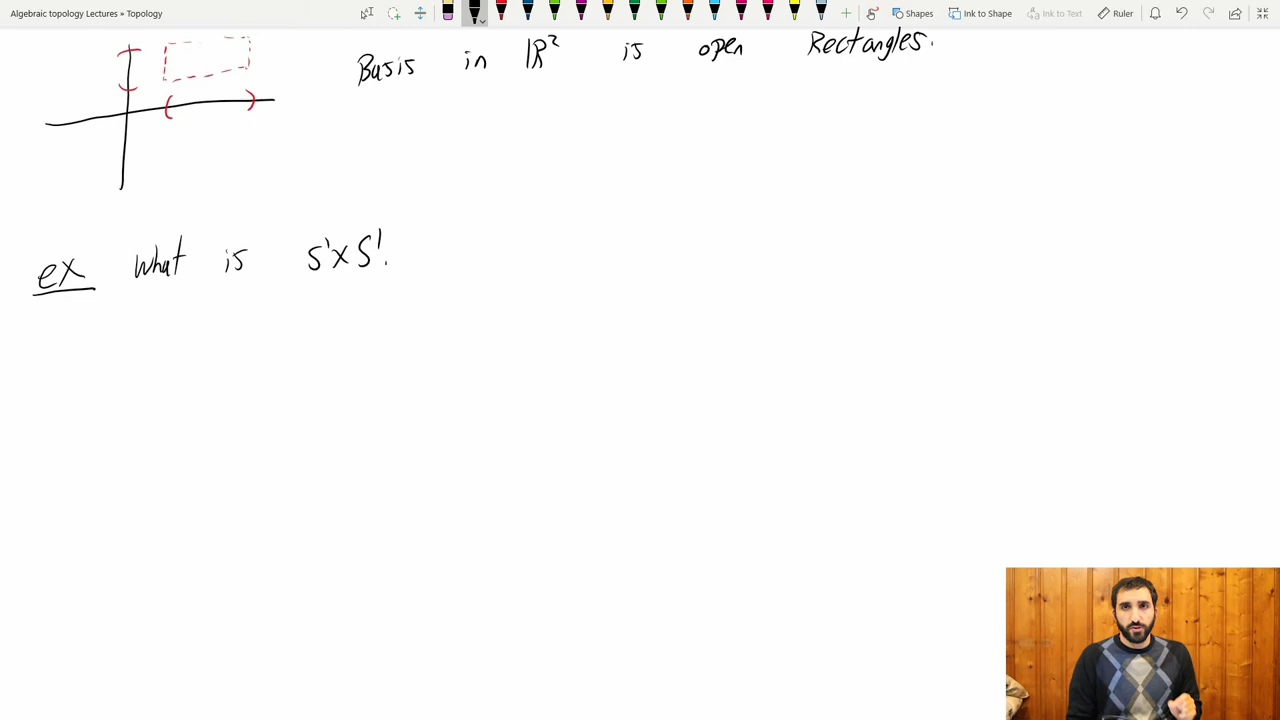 Algebraic topology Lectures » Topology
Shapes
Ink to Shape
Ink to Text
Ruler
Basis in ℝ² is open Rectangles.
ex What is S¹×S¹.